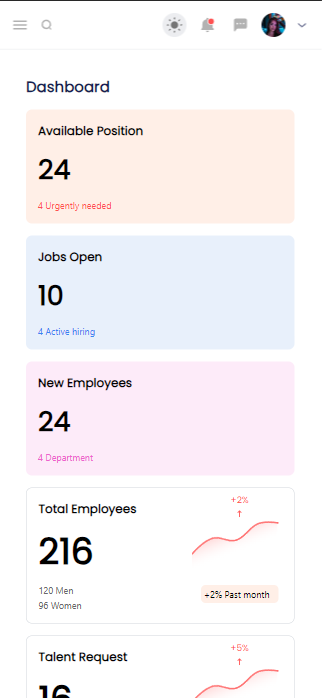 Dashboard
Available Position
24
4 Urgently needed
Jobs Open
10
4 Active hiring
New Employees
24
4 Department
Total Employees
216
120 Men
96 Women
+2%
↑
+2% Past month
Talent Request
16
+5%
↑